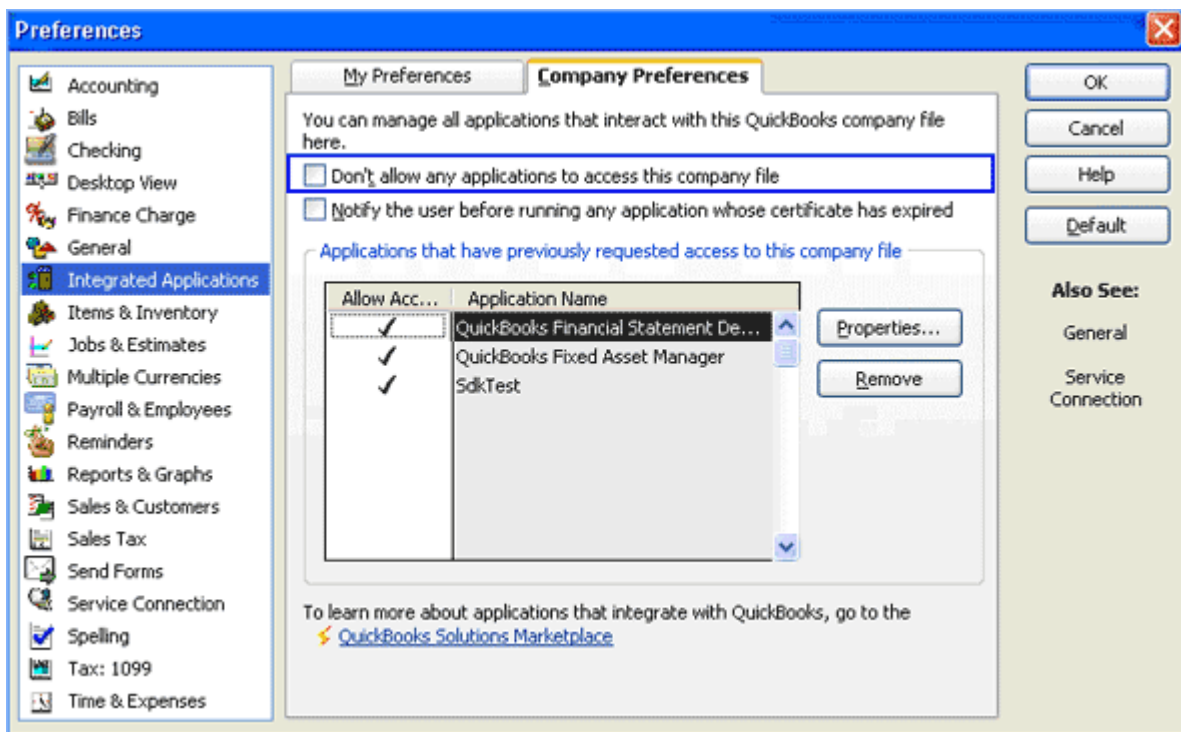 Preferences
Accounting
Bills
Checking
Desktop View
Finance Charge
General
Integrated Applications
Items & Inventory
Jobs & Estimates
Multiple Currencies
Payroll & Employees
Reminders
Reports & Graphs
Sales & Customers
Sales Tax
Send Forms
Service Connection
Spelling
Tax: 1099
Time & Expenses
My Preferences
Company Preferences
You can manage all applications that interact with this QuickBooks company file
here.
Don't allow any applications to access this company file
Notify the user before running any application whose certificate has expired
Applications that have previously requested access to this company file
Allow Acc... Application Name
QuickBooks Financial Statement De...
QuickBooks Fixed Asset Manager
SdkTest
Properties...
Remove
To learn more about applications that integrate with QuickBooks, go to the
QuickBooks Solutions Marketplace
OK
Cancel
Help
Default
Also See:
General
Service
Connection